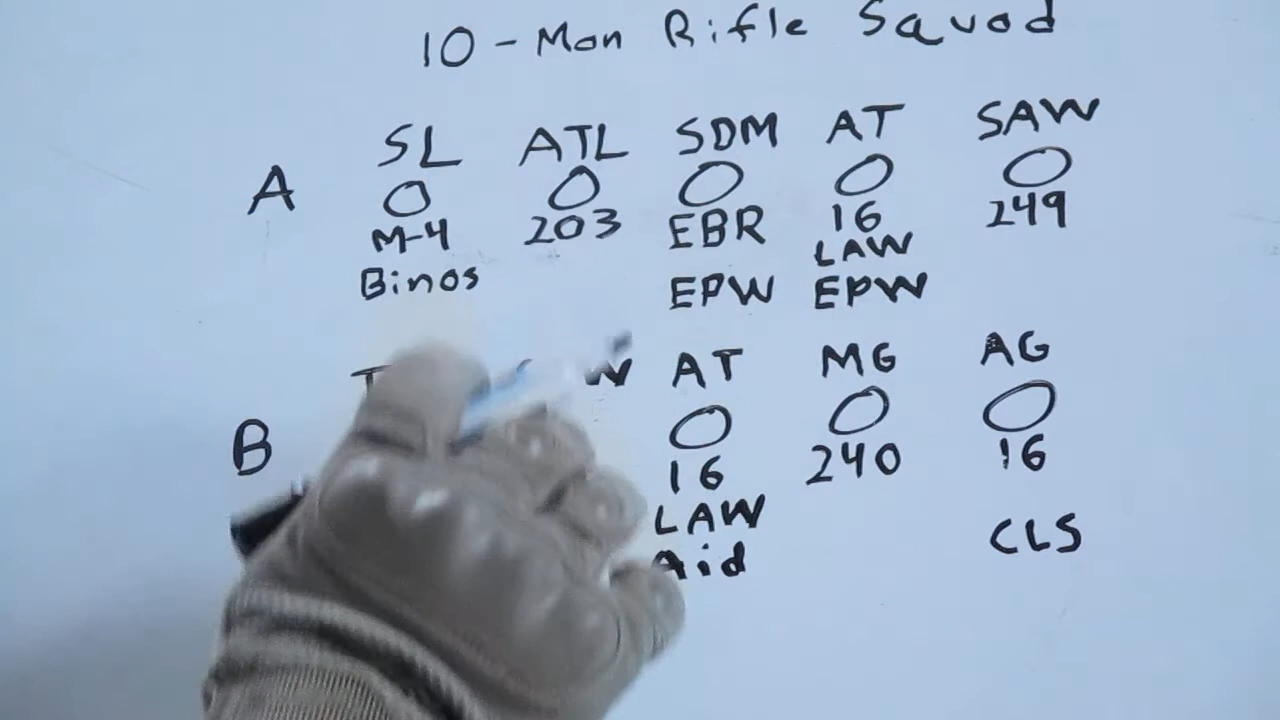 10-Man Rifle Squad
SL ATL SDM AT SAW
A
M-4 203 EBR 16 249
LAW
Binos EPW EPW
AT MG AG
B
16 240 16
LAW
Aid CLS